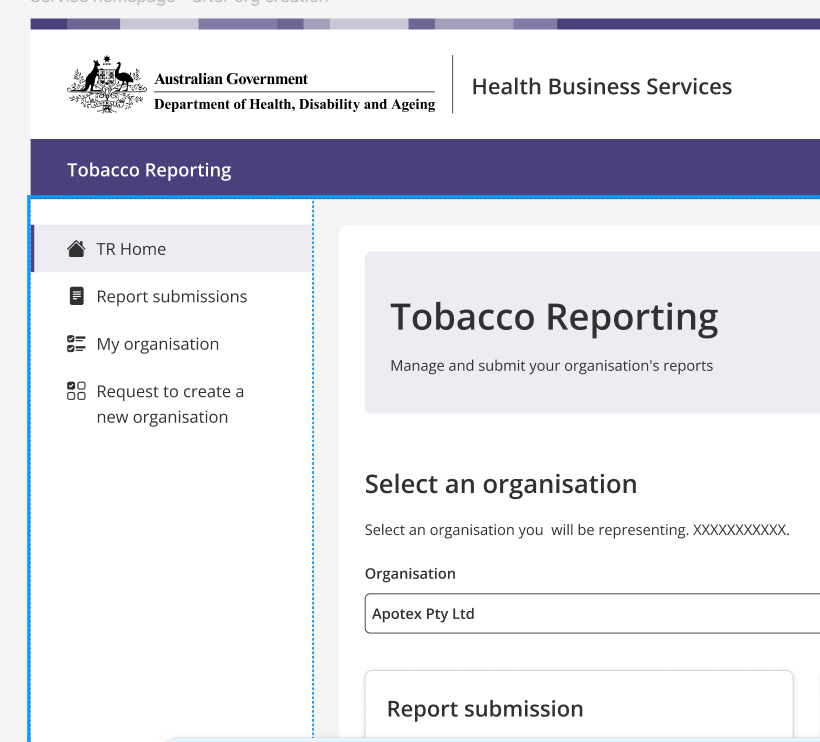 Service homepage - after org creation
Australian Government
Department of Health, Disability and Ageing
Health Business Services
Tobacco Reporting
TR Home
Report submissions
My organisation
Request to create a
new organisation
Tobacco Reporting
Manage and submit your organisation's reports
Select an organisation
Select an organisation you  will be representing. XXXXXXXXXXX.
Organisation
Apotex Pty Ltd
Report submission